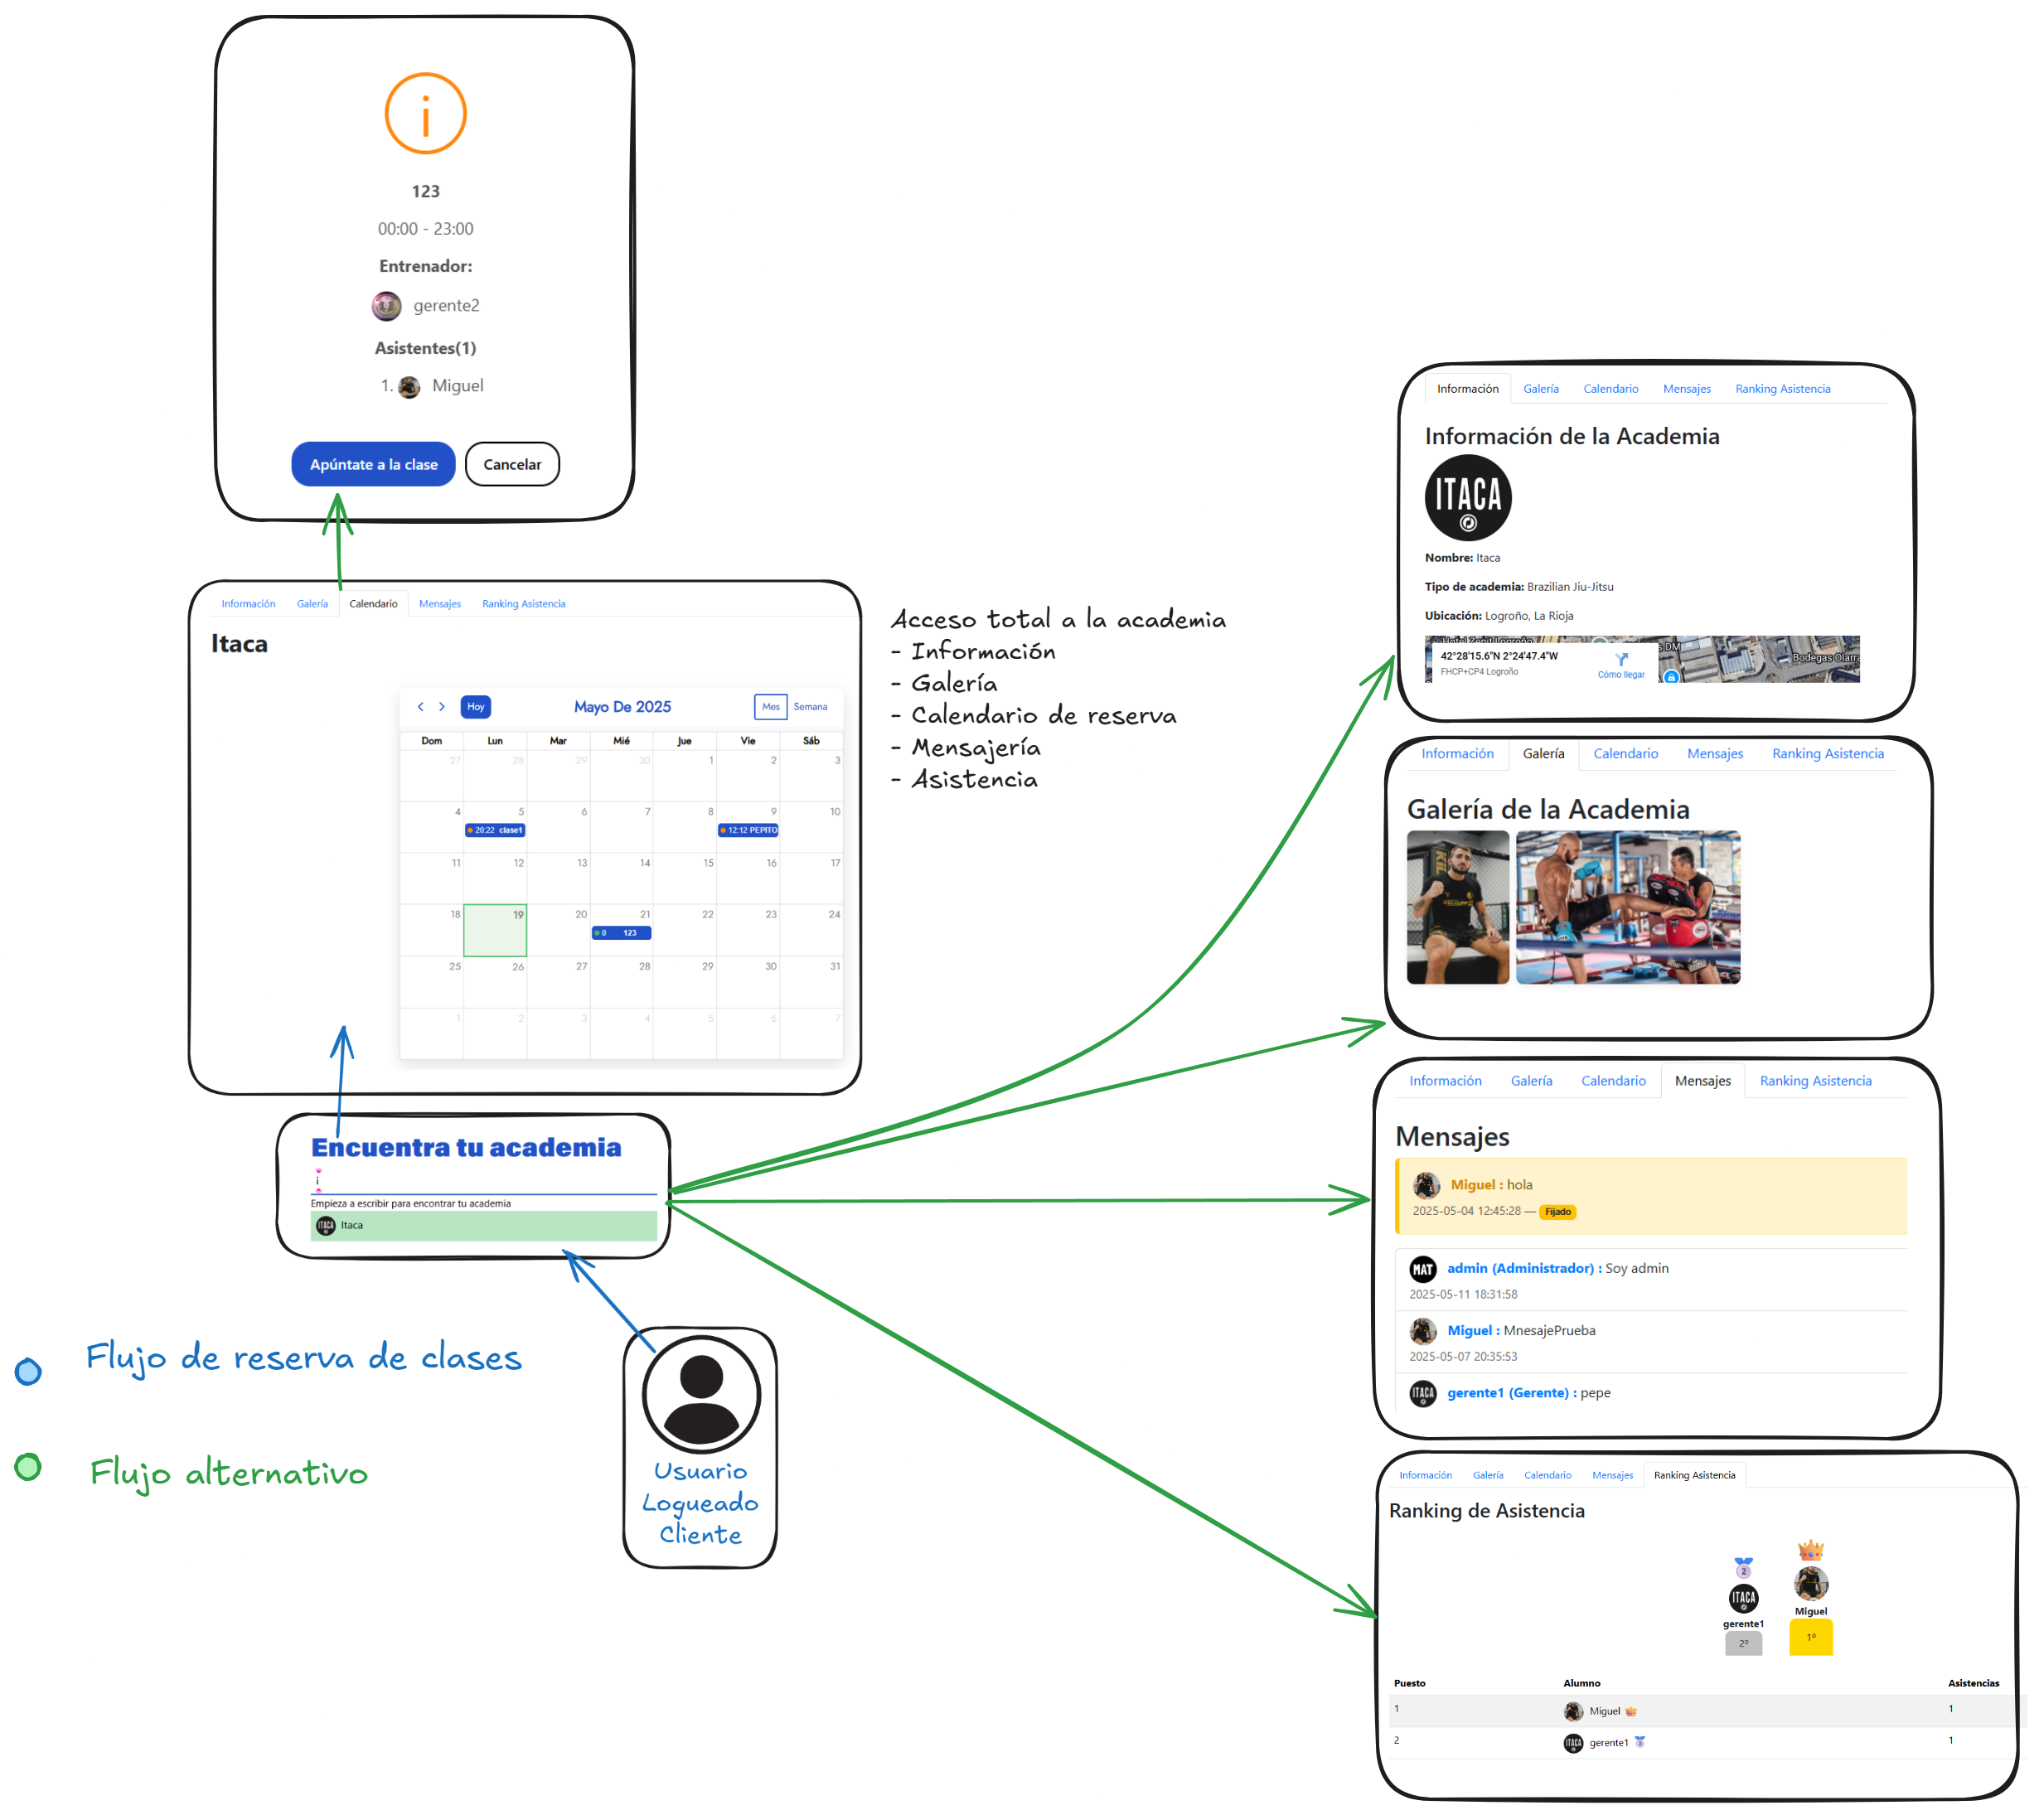 i
123
00:00 - 23:00
Entrenador:
gerente2
Asistentes(1)
1. Miguel
Apúntate a la clase Cancelar
Información Galería Calendario Mensajes Ranking Asistencia
Itaca
Hoy Mayo De 2025 Mes Semana
Dom Lun Mar Mié Jue Vie Sáb
27 28 29 30 1 2 3
4 5 6 7 8 9 10
20:22 clase1 12:12 PEPITO
11 12 13 14 15 16 17
18 19 20 21 22 23 24
0 123
25 26 27 28 29 30 31
1 2 3 4 5 6 7
Acceso total a la academia
- Información
- Galería
- Calendario de reserva
- Mensajería
- Asistencia
Encuentra tu academia
i
Empieza a escribir para encontrar tu academia
ITACA Itaca
Flujo de reserva de clases
Flujo alternativo
Usuario
Logueado
Cliente
Información Galería Calendario Mensajes Ranking Asistencia
Información de la Academia
ITACA
Nombre: Itaca
Tipo de academia: Brazilian Jiu-Jitsu
Ubicación: Logroño, La Rioja
42°28'15.6"N 2°24'47.4"W
FHCP+CP4 Logroño
Cómo llegar
Bodegas Olarra
Información Galería Calendario Mensajes Ranking Asistencia
Galería de la Academia
Información Galería Calendario Mensajes Ranking Asistencia
Mensajes
Miguel : hola
2025-05-04 12:45:28 — Fijado
MAT admin (Administrador) : Soy admin
2025-05-11 18:31:58
Miguel : MnesajePrueba
2025-05-07 20:35:53
ITACA gerente1 (Gerente) : pepe
Información Galería Calendario Mensajes Ranking Asistencia
Ranking de Asistencia
2
ITACA
Miguel
gerente1
1º
2º
Puesto Alumno Asistencias
1 Miguel 1
2 ITACA gerente1 1